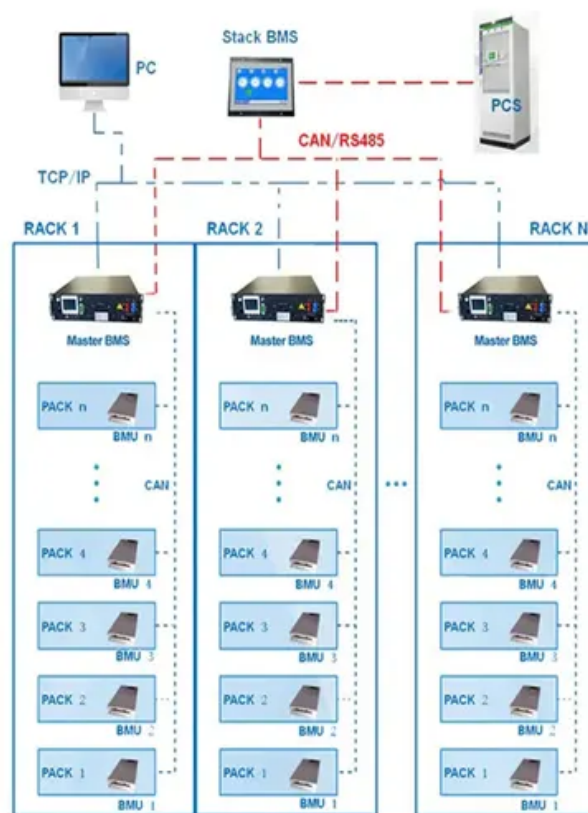 Stack BMS
PC
PCS
CAN/RS485
TCP/IP
RACK 1
RACK 2
RACK N
Master BMS
Master BMS
Master BMS
PACK n
PACK n
PACK n
BMU n
BMU n
BMU n
CAN
CAN
CAN
PACK 4
PACK 4
PACK 4
BMU 4
BMU 4
BMU 4
PACK 3
PACK 3
PACK 3
BMU 3
BMU 3
BMU 3
PACK 2
PACK 2
PACK 2
BMU 2
BMU 2
BMU 2
PACK 1
PACK 1
PACK 1
BMU 1
BMU 1
BMU 1